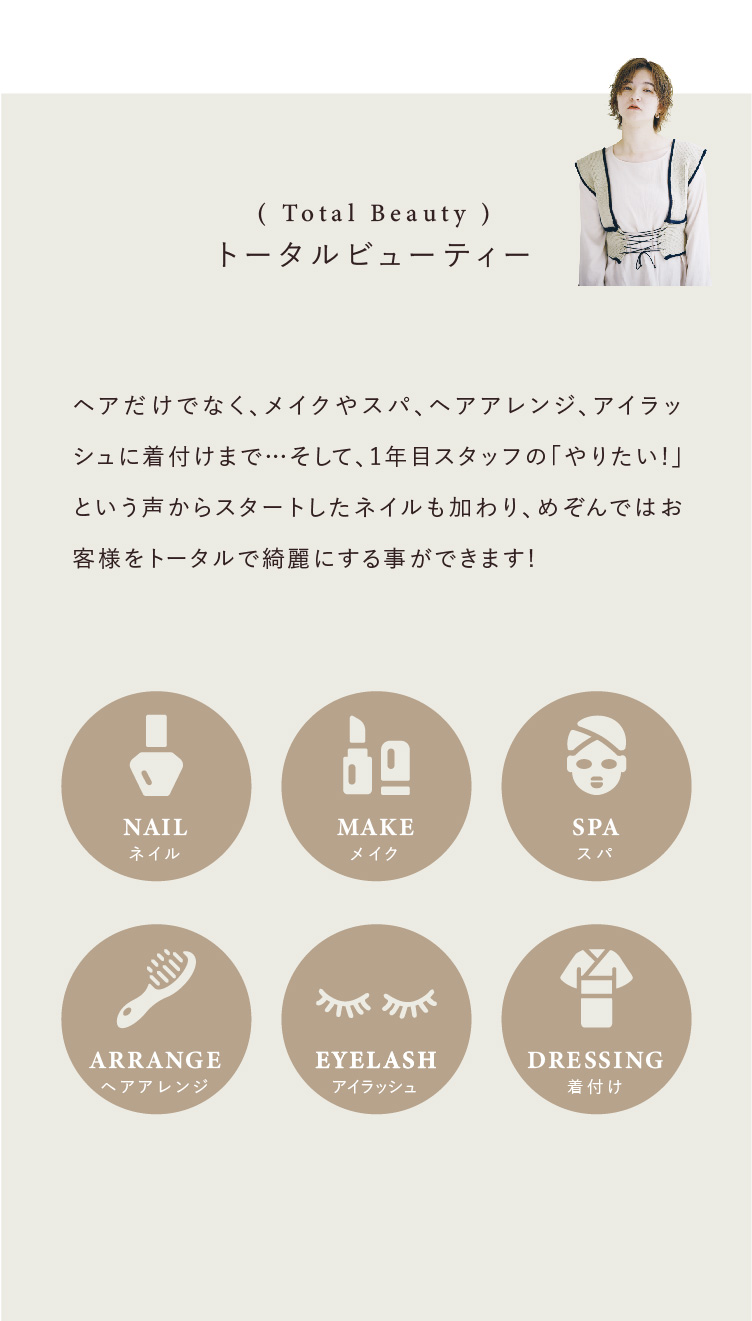 ( Total Beauty )
トータルビューティー
ヘアだけでなく、メイクやスパ、ヘアアレンジ、アイラッ
シュに着付けまで…そして、1年目スタッフの「やりたい!」
という声からスタートしたネイルも加わり、めぞんではお
客様をトータルで綺麗にする事ができます!
NAIL
ネイル
MAKE
メイク
SPA
スパ
ARRANGE
ヘアアレンジ
EYELASH
アイラッシュ
DRESSING
着付け